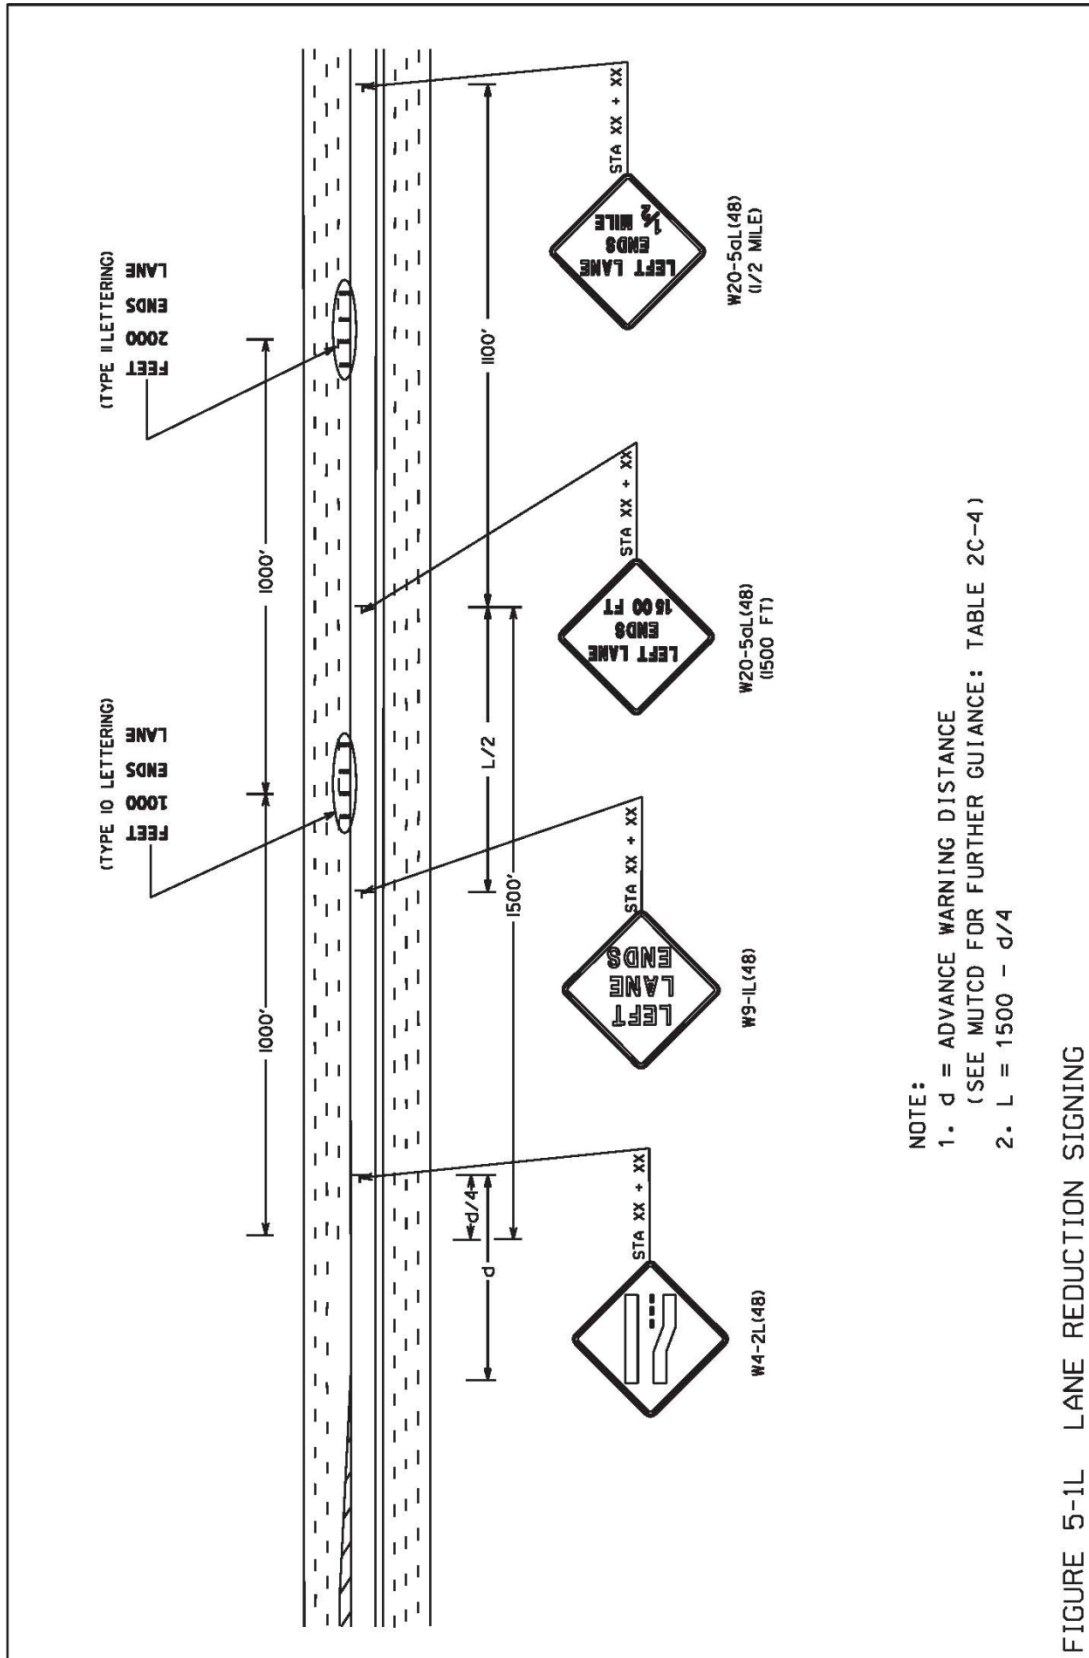 (TYPE 10 LETTERING)
LANE
ENDS
1000
FEET
(TYPE 11 LETTERING)
LANE
ENDS
2000
FEET
1000'
1000'
d/4
d
1500'
L/2
1100'
STA XX + XX
STA XX + XX
STA XX + XX
STA XX + XX
W4-2L(48)
LEFT
LANE
ENDS
W9-1L(48)
LEFT LANE
ENDS
1500 FT
W20-5aL(48)
(1500 FT)
LEFT LANE
ENDS
1/2 MILE
W20-5aL(48)
(1/2 MILE)
NOTE:
1. d = ADVANCE WARNING DISTANCE
(SEE MUTCD FOR FURTHER GUIANCE: TABLE 2C-4)
2. L = 1500 - d/4
FIGURE 5-1L LANE REDUCTION SIGNING